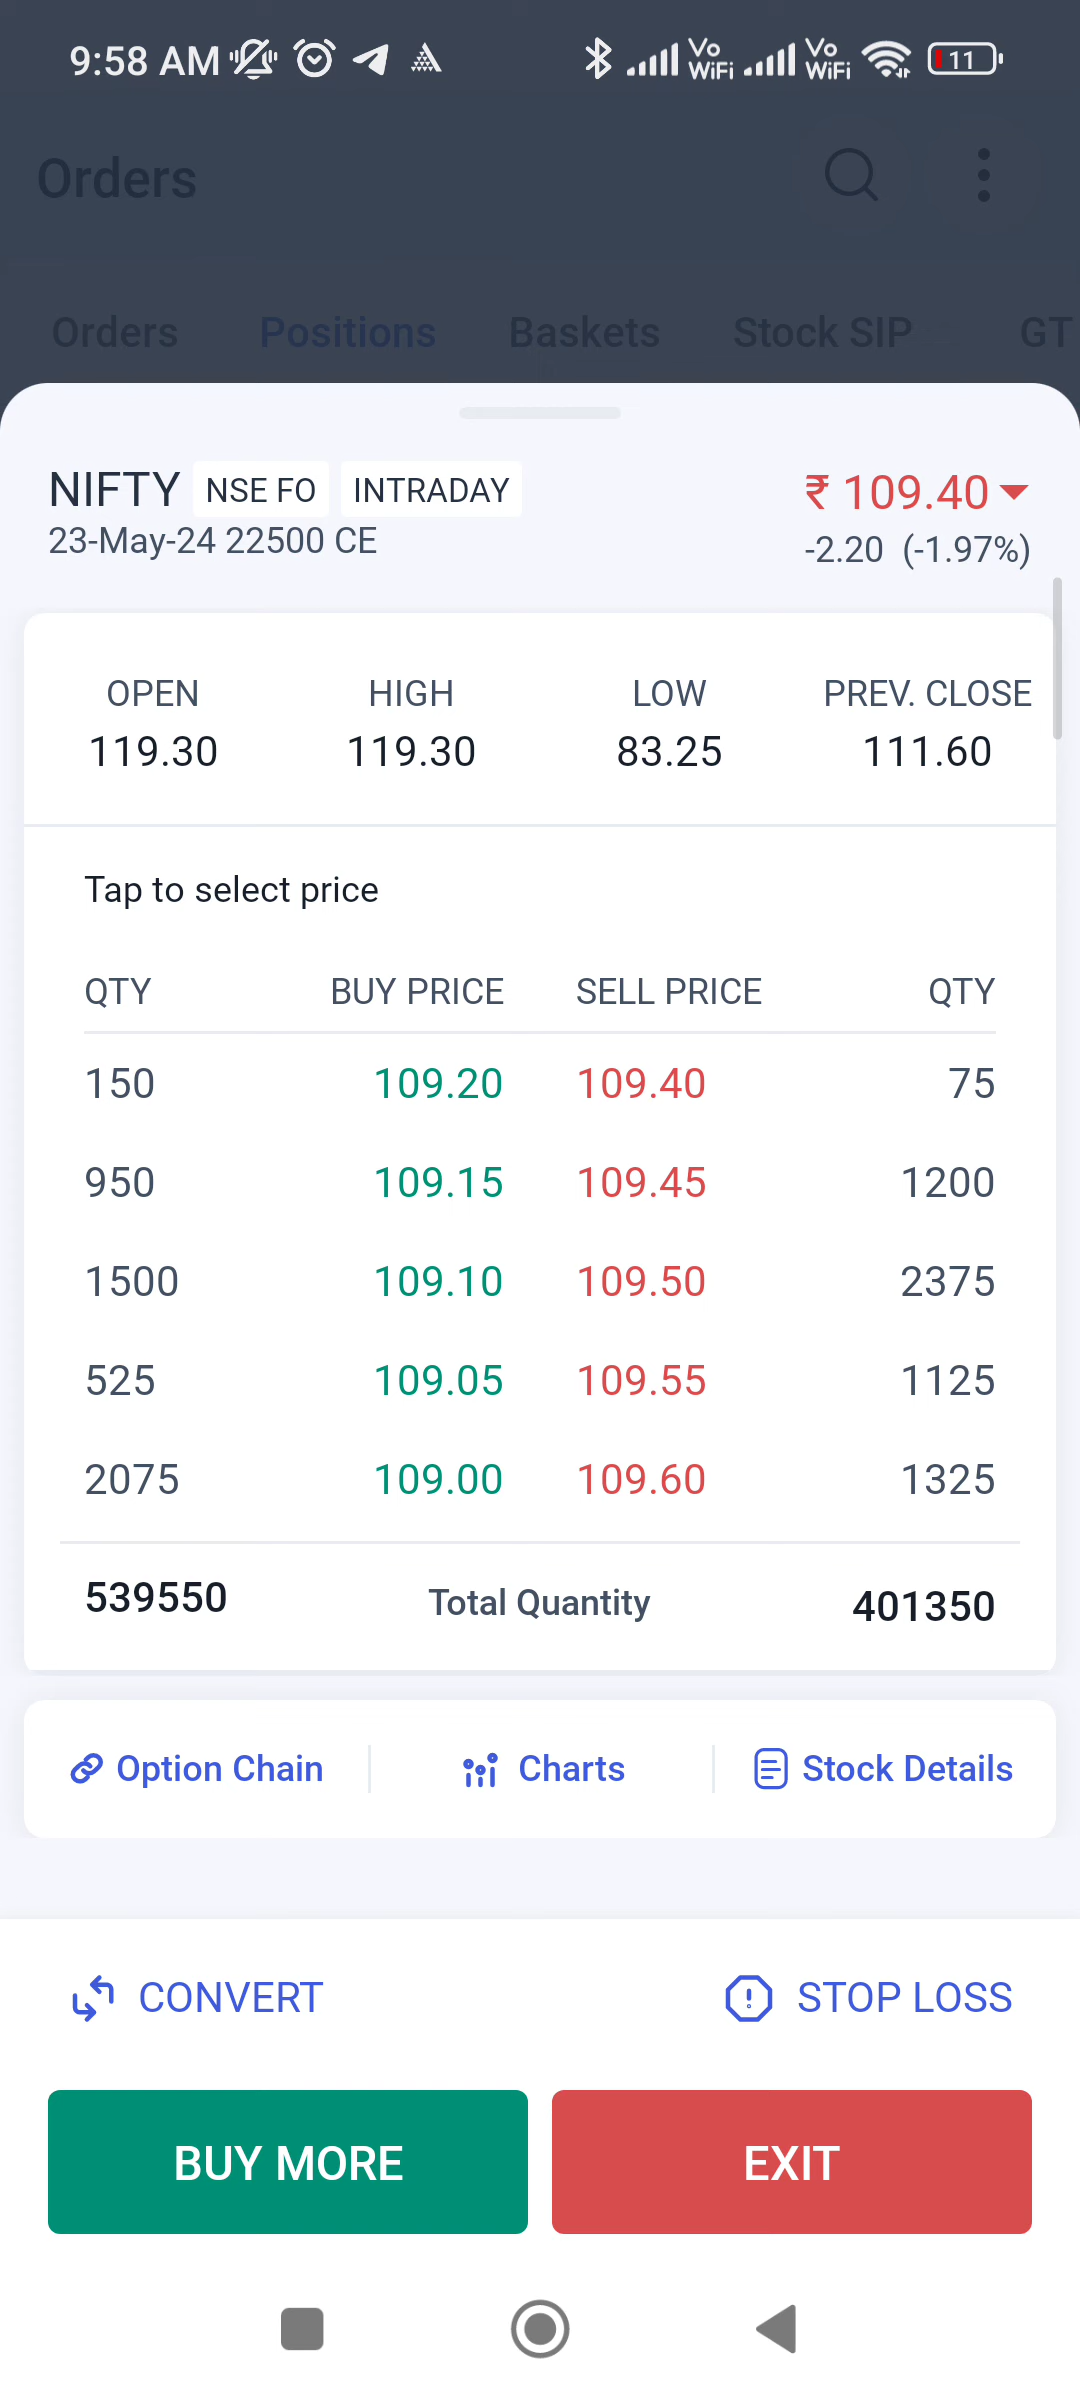 9:58 AM Vo WiFi Vo WiFi 11
Orders
Orders Positions Baskets Stock SIP GT
NIFTY NSE FO INTRADAY ₹ 109.40
23-May-24 22500 CE -2.20 (-1.97%)
OPEN HIGH LOW PREV. CLOSE
119.30 119.30 83.25 111.60
Tap to select price
QTY BUY PRICE SELL PRICE QTY
150 109.20 109.40 75
950 109.15 109.45 1200
1500 109.10 109.50 2375
525 109.05 109.55 1125
2075 109.00 109.60 1325
539550 Total Quantity 401350
Option Chain Charts Stock Details
CONVERT STOP LOSS
BUY MORE EXIT